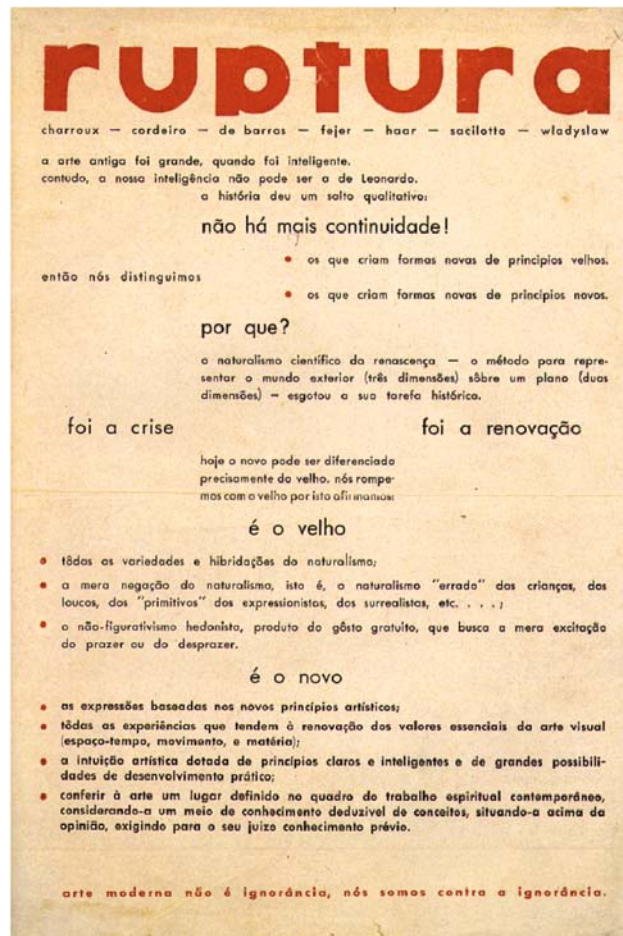 ruptura
charroux — cordeiro — de barros — fejer — haar — sacilotto — wladyslaw
a arte antiga foi grande, quando foi inteligente.
contudo, a nossa inteligência não pode ser a de Leonardo.
a história deu um salto qualitativo:
não há mais continuidade!
• os que criam formas novas de princípios velhos.
então nós distinguimos
• os que criam formas novas de princípios novos.
por que?
o naturalismo científico da renascença — o método para repre-
sentar o mundo exterior (três dimensões) sôbre um plano (duas
dimensões) — esgotou a sua tarefa histórica.
foi a crise foi a renovação
hoje o novo pode ser diferenciado
precisamente do velho. nós rompe-
mos com o velho por isto afirmamos:
é o velho
• tôdas as variedades e hibridações do naturalismo;
• a mera negação do naturalismo, isto é, o naturalismo "errado" das crianças, dos
loucos, dos "primitivos" dos expressionistas, dos surrealistas, etc. . . . ;
• o não-figurativismo hedonista, produto do gôsto gratuito, que busca a mera excitação
do prazer ou do desprazer.
é o novo
• as expressões baseadas nos novos princípios artísticos;
• tôdas as experiências que tendem à renovação dos valores essenciais da arte visual
(espaço-tempo, movimento, e matéria);
• a intuição artística dotada de princípios claros e inteligentes e de grandes possibili-
dades de desenvolvimento prático;
• conferir à arte um lugar definido no quadro do trabalho espiritual contemporâneo,
considerando-a um meio de conhecimento deduzível de conceitos, situando-a acima da
opinião, exigindo para o seu juízo conhecimento prévio.
arte moderna não é ignorância, nós somos contra a ignorância.